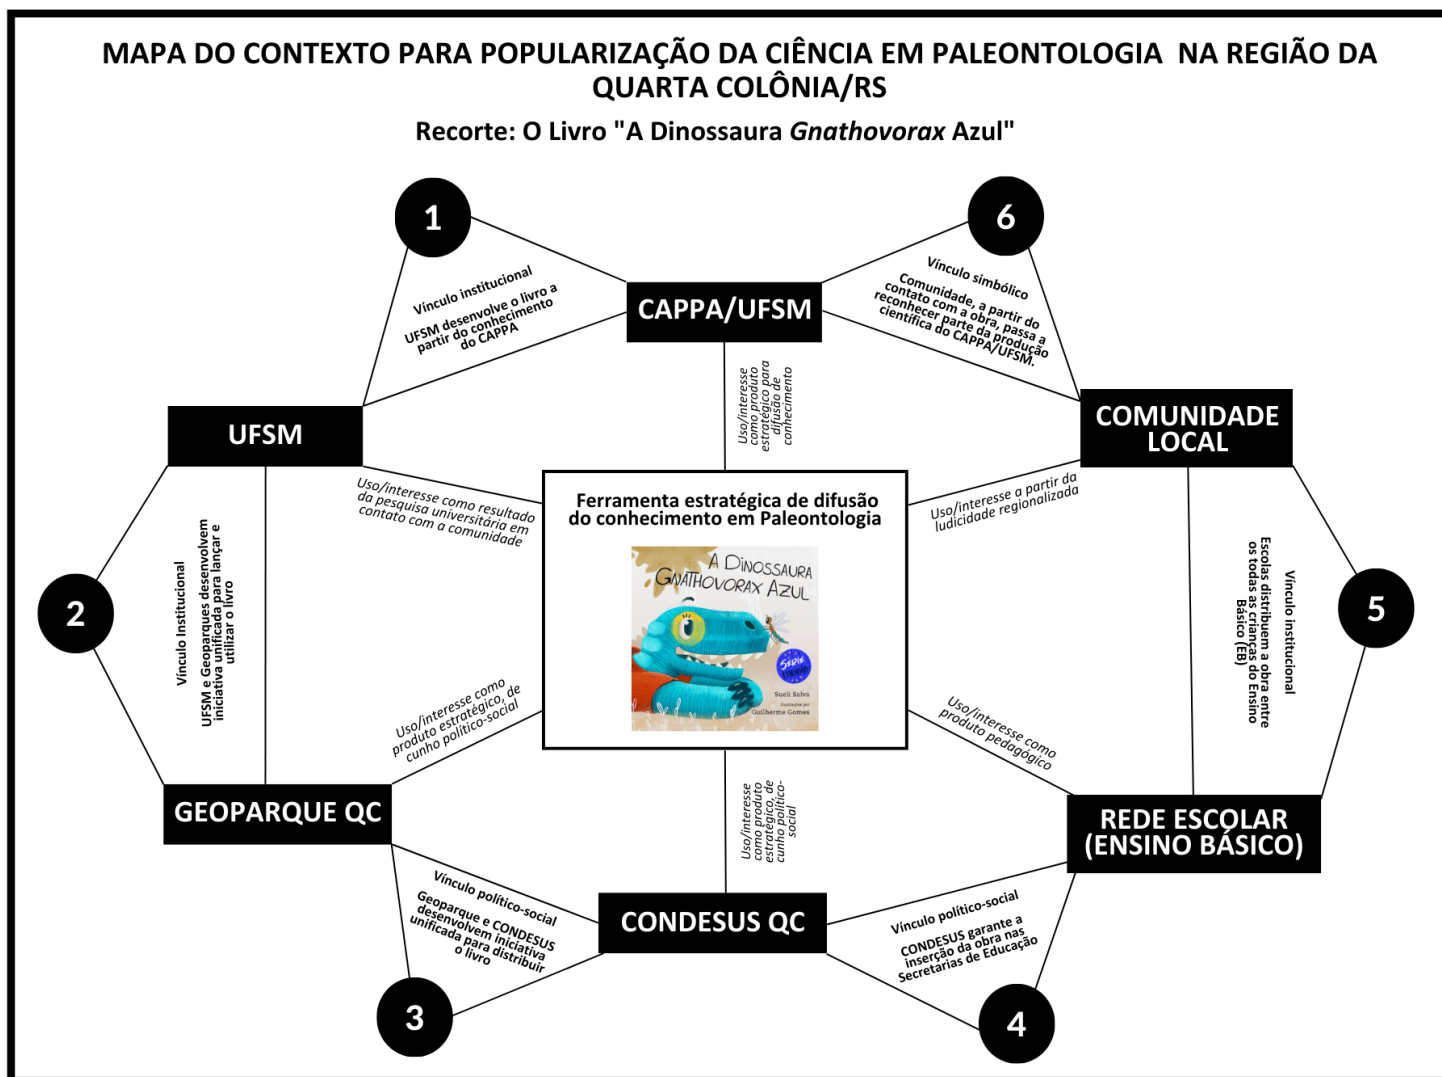 MAPA DO CONTEXTO PARA POPULARIZAÇÃO DA CIÊNCIA EM PALEONTOLOGIA NA REGIÃO DA
QUARTA COLÔNIA/RS
Recorte: O Livro "A Dinossaura Gnathovorax Azul"
1
Vínculo institucional
UFSM desenvolve o livro a
partir do conhecimento
do CAPPA
CAPPA/UFSM
6
Vínculo simbólico
Comunidade, a partir do
contato com a obra, passa a
reconhecer parte da produção
científica do CAPPA/UFSM.
Uso/interesse
como produto
estratégico para
difusão de
conhecimento
UFSM
COMUNIDADE
LOCAL
Uso/interesse como resultado
da pesquisa universitária em
contato com a comunidade
Uso/interesse a partir da
ludicidade regionalizada
Ferramenta estratégica de difusão
do conhecimento em Paleontologia
A DINOSSAURA
GNATHOVORAX AZUL
SÉRIE
Sueli Salva
Ilustrações por
Guilherme Gomes
2
Vínculo Institucional
UFSM e Geoparques desenvolvem
iniciativa unificada para lançar e
utilizar o livro
5
Vínculo institucional
Escolas distribuem a obra entre
os todas as crianças do Ensino
Básico (EB)
Uso/interesse como
produto estratégico, de
cunho político-social
Uso/interesse como
produto pedagógico
GEOPARQUE QC
Uso/interesse
como produto
estratégico, de
cunho político-
social
REDE ESCOLAR
(ENSINO BÁSICO)
Vínculo político-social
Geoparque e CONDESUS
desenvolvem iniciativa
unificada para distribuir
o livro
3
CONDESUS QC
Vínculo político-social
CONDESUS garante a
inserção da obra nas
Secretarias de Educação
4